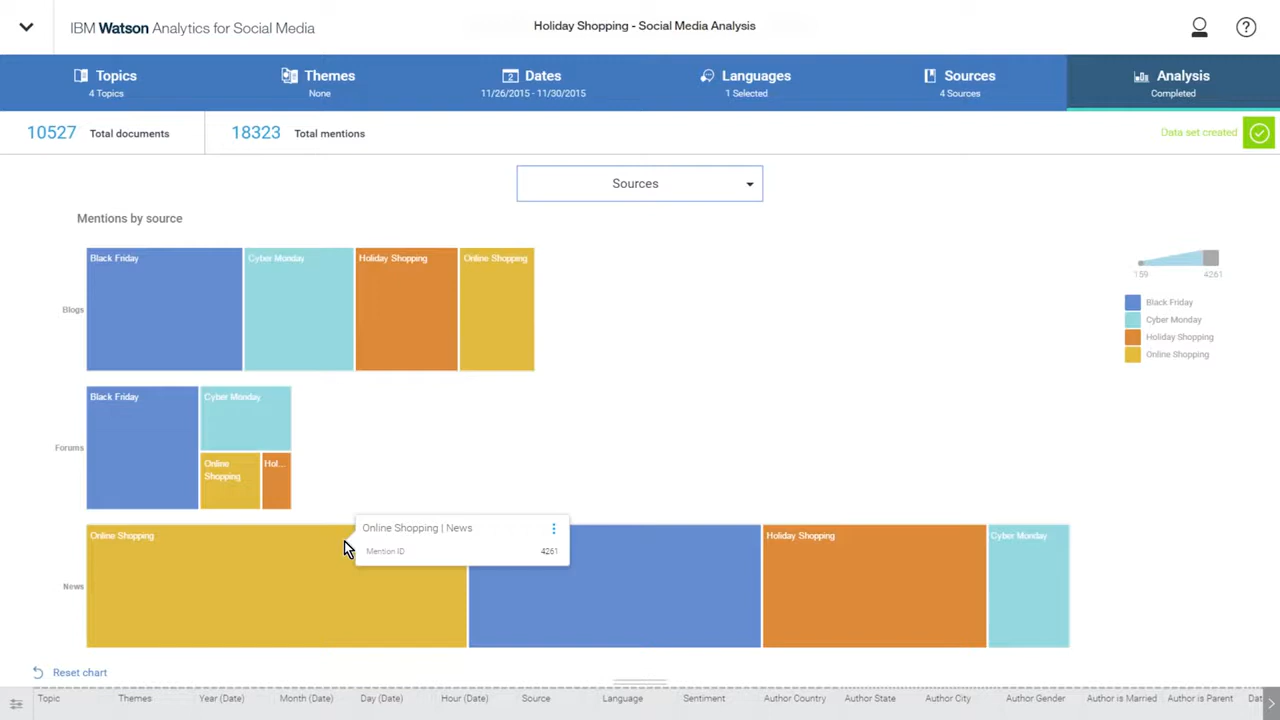 IBM Watson Analytics for Social Media
Holiday Shopping - Social Media Analysis
Topics
4 Topics
Themes
None
2 Dates
11/26/2015 - 11/30/2015
Languages
1 Selected
Sources
4 Sources
Analysis
Completed
10527 Total documents
18323 Total mentions
Data set created
Sources
Mentions by source
Blogs
Black Friday
Cyber Monday
Holiday Shopping
Online Shopping
159 4261
Black Friday
Cyber Monday
Holiday Shopping
Online Shopping
Forums
Black Friday
Cyber Monday
Online
Shopping
Hol...
News
Online Shopping
Online Shopping | News
Mention ID 4261
Holiday Shopping
Cyber Monday
Reset chart
Topic Themes Year (Date) Month (Date) Day (Date) Hour (Date) Source Language Sentiment Author Country Author State Author City Author Gender Author is Married Author is Parent Dat